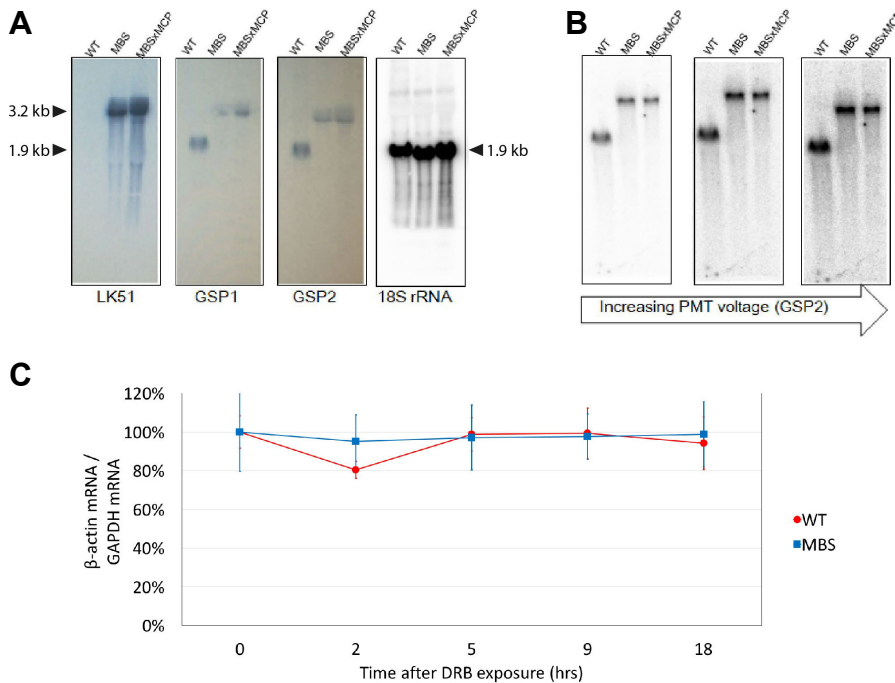 A
WT MBS MBSxMCP
WT MBS MBSxMCP
WT MBS MBSxMCP
WT MBS MBSxMCP
3.2 kb
1.9 kb
1.9 kb
LK51 GSP1 GSP2 18S rRNA
B
WT MBS MBSxMCP
WT MBS MBSxMCP
WT MBS MBSxMCP
Increasing PMT voltage (GSP2)
C
β-actin mRNA /
GAPDH mRNA
120%
100%
80%
60%
40%
20%
0%
0 2 5 9 18
Time after DRB exposure (hrs)
WT
MBS